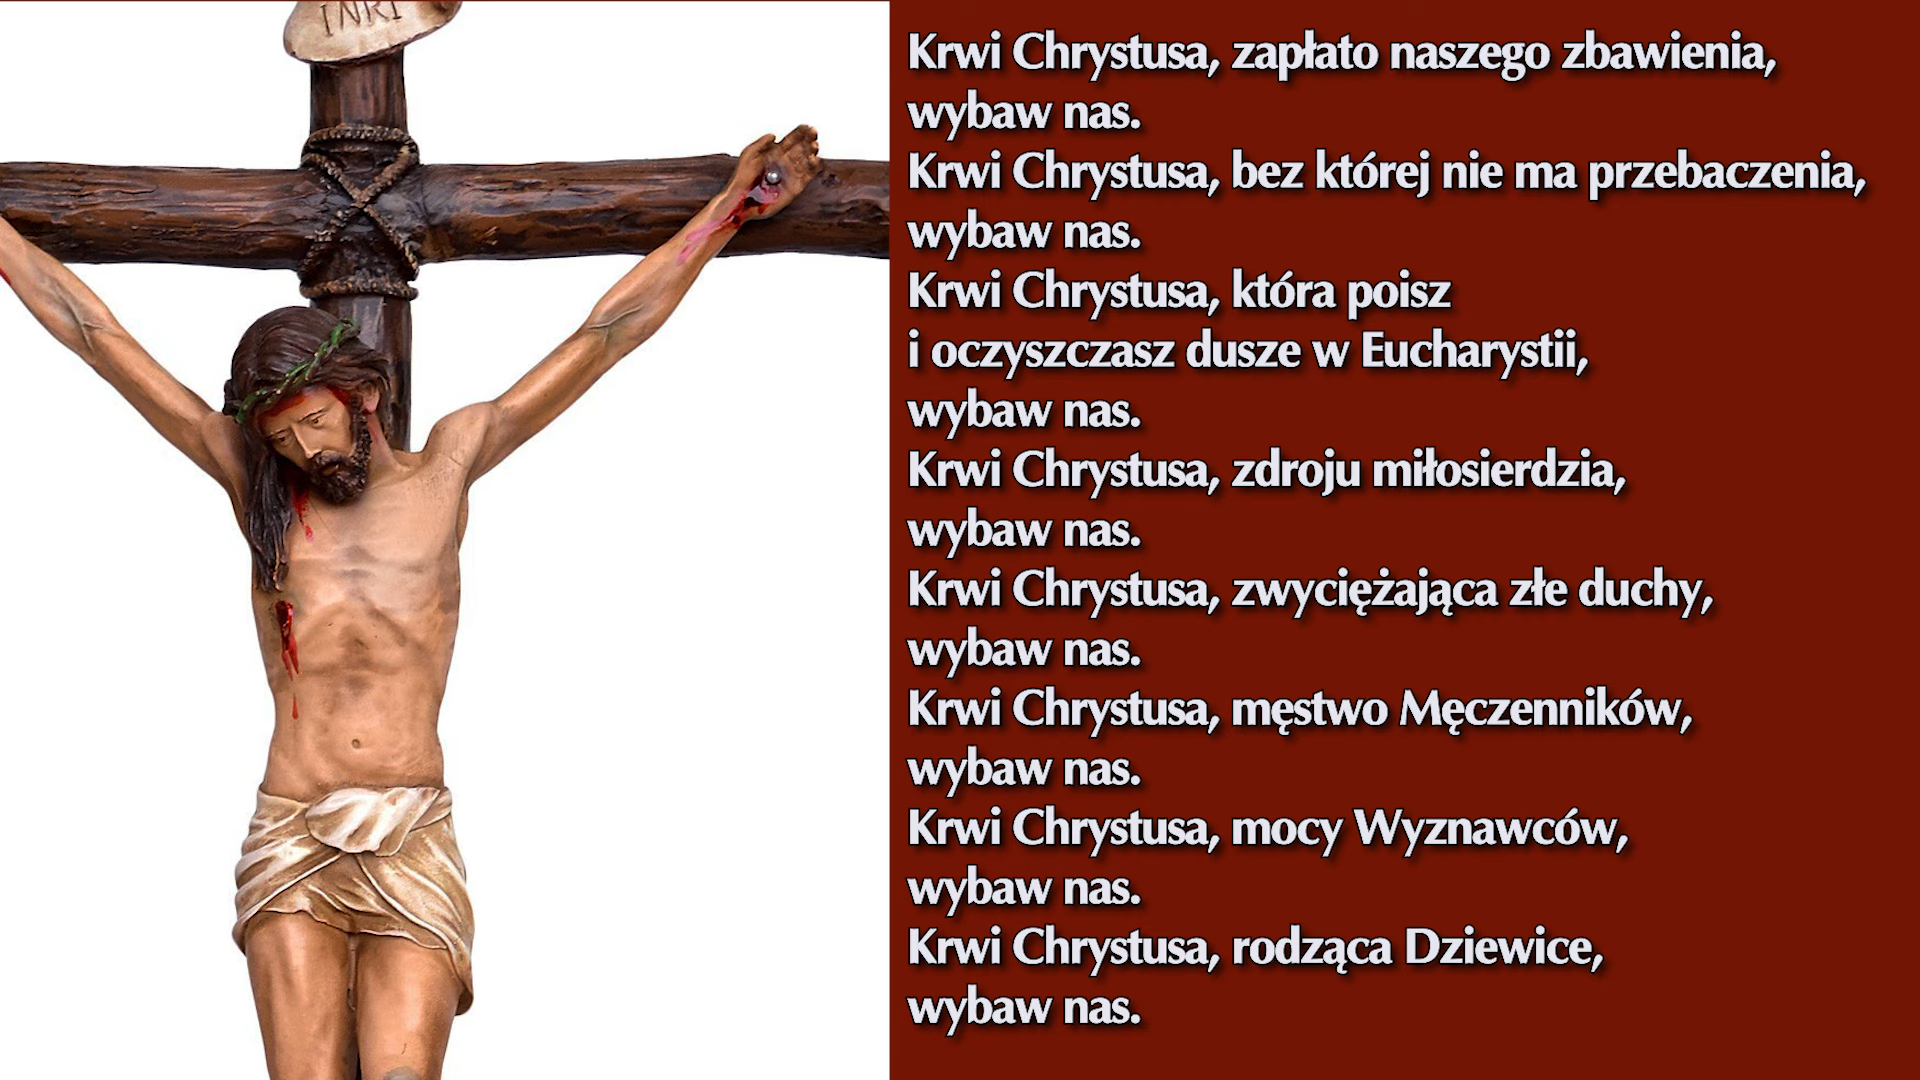 INRI
Krwi Chrystusa, zapłato naszego zbawienia,
wybaw nas.
Krwi Chrystusa, bez której nie ma przebaczenia,
wybaw nas.
Krwi Chrystusa, która poisz
i oczyszczasz dusze w Eucharystii,
wybaw nas.
Krwi Chrystusa, zdroju miłosierdzia,
wybaw nas.
Krwi Chrystusa, zwyciężająca złe duchy,
wybaw nas.
Krwi Chrystusa, męstwo Męczenników,
wybaw nas.
Krwi Chrystusa, mocy Wyznawców,
wybaw nas.
Krwi Chrystusa, rodząca Dziewice,
wybaw nas.